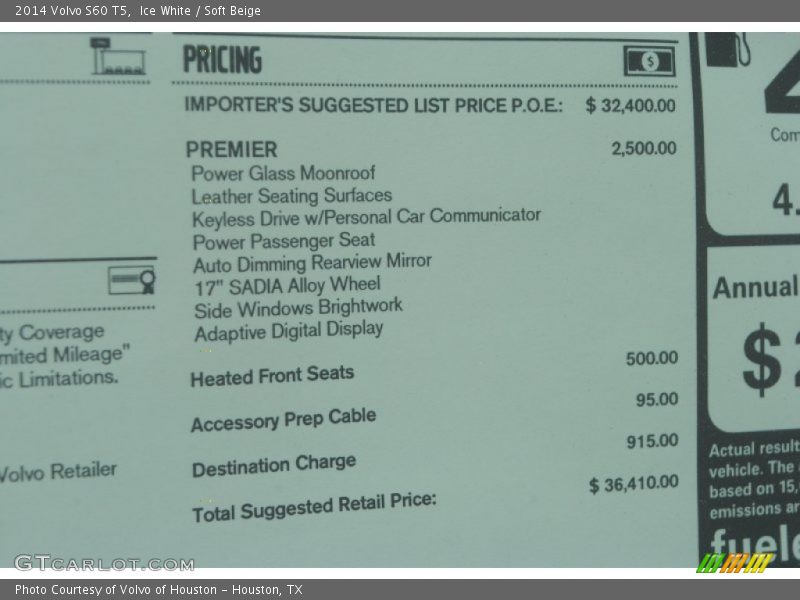 2014 Volvo S60 T5, Ice White / Soft Beige
PRICING
$
IMPORTER'S SUGGESTED LIST PRICE P.O.E.: $ 32,400.00
PREMIER 2,500.00
Power Glass Moonroof
Leather Seating Surfaces
Keyless Drive w/Personal Car Communicator
Power Passenger Seat
Auto Dimming Rearview Mirror
17" SADIA Alloy Wheel
Side Windows Brightwork
Adaptive Digital Display
Heated Front Seats 500.00
Accessory Prep Cable 95.00
Destination Charge 915.00
Total Suggested Retail Price: $ 36,410.00
ty Coverage
mited Mileage"
ic Limitations.
Volvo Retailer
4
Com
4.
Annual
$2
Actual result
vehicle. The
based on 15,
emissions ar
fuele
GTCARLOT.COM
Photo Courtesy of Volvo of Houston - Houston, TX